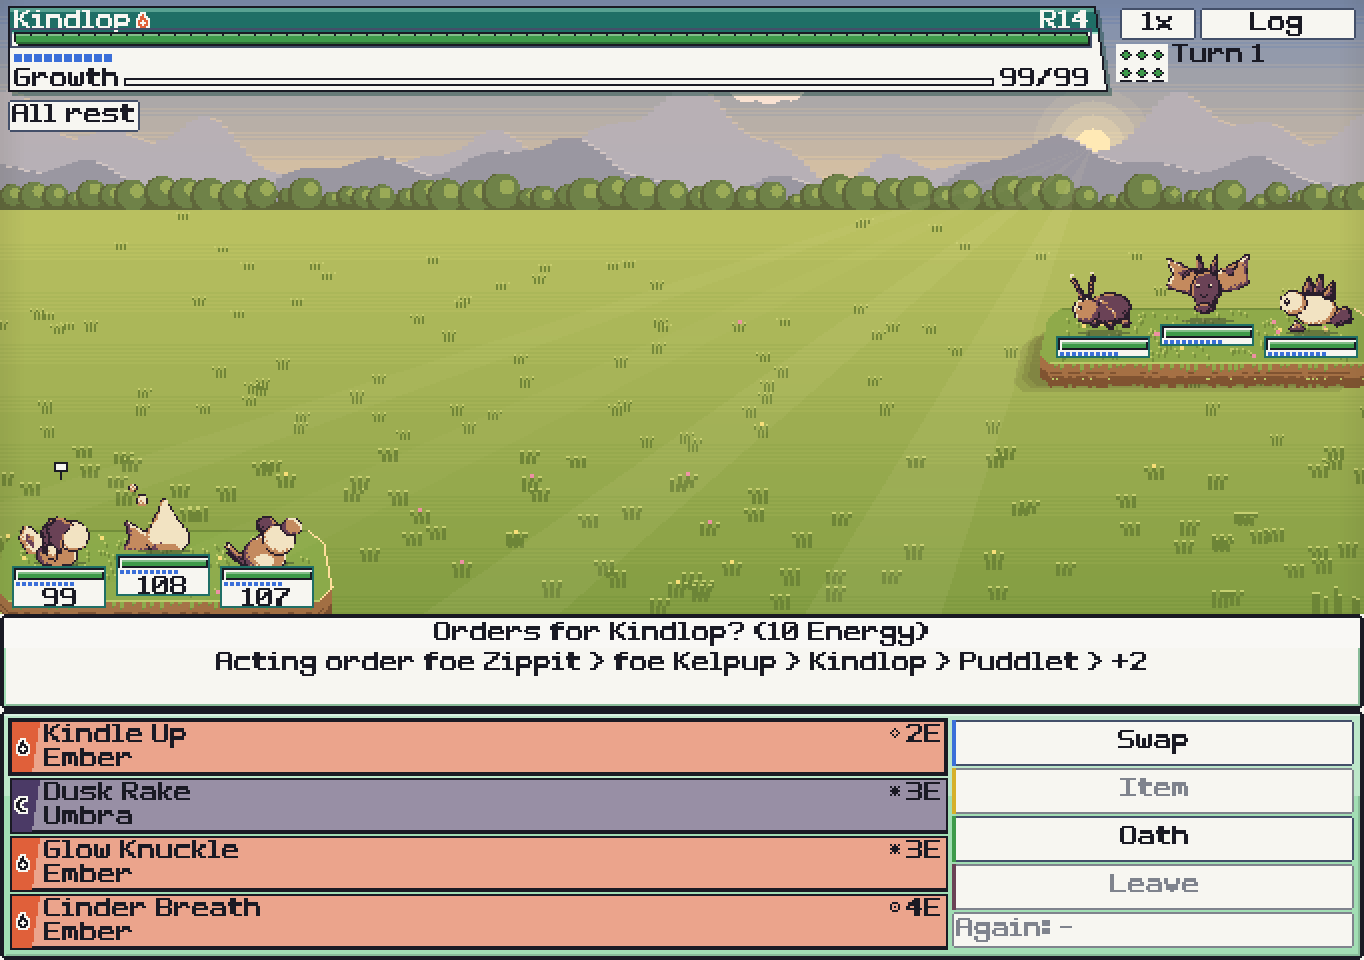 Kindlop R14
Growth 99/99
1x
Log
Turn 1
All rest
99
108
107
Orders for Kindlop? (10 Energy)
Acting order foe Zippit > foe Kelpup > Kindlop > Puddlet > +2
Kindle Up 2E
Ember
Dusk Rake 3E
Umbra
Glow Knuckle 3E
Ember
Cinder Breath 4E
Ember
Swap
Item
Oath
Leave
Again: -